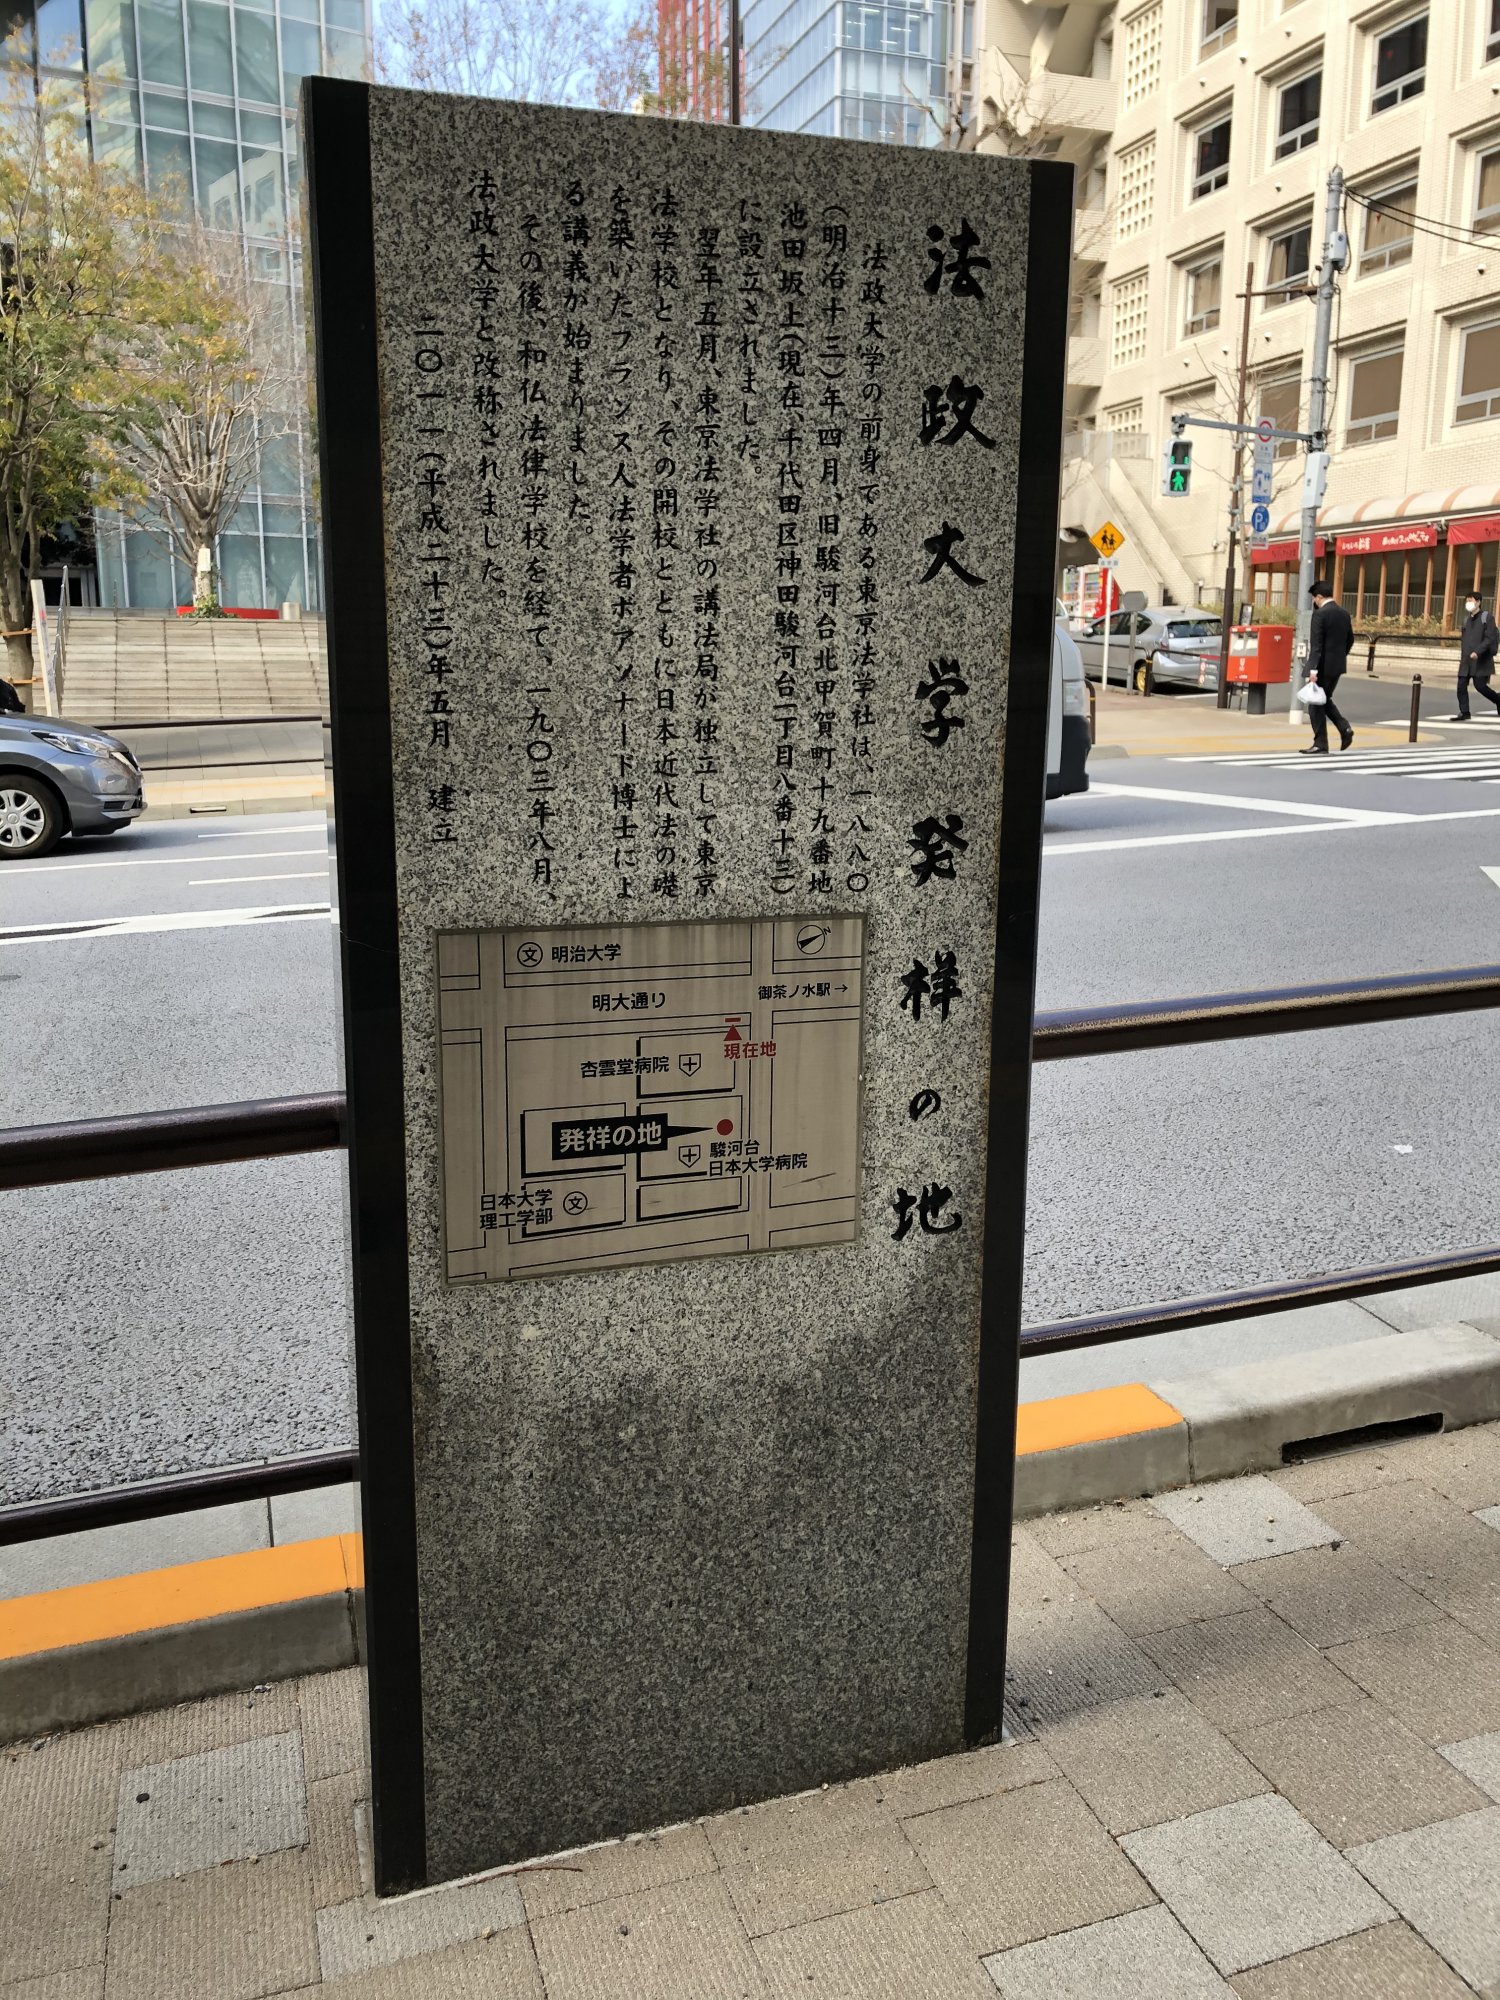 法政大学発祥の地
法政大学の前身である東京法学社は、一八八〇
(明治十三)年四月、旧駿河台北甲賀町十九番地
池田坂上(現在、千代田区神田駿河台一丁目八番十三)
に設立されました。
翌年五月、東京法学社の講法局が独立して東京
法学校となり、その開校とともに日本近代法の礎
を築いたフランス人法学者ボアソナード博士によ
る講義が始まりました。
その後、和仏法律学校を経て、一九〇三年八月、
法政大学と改称されました。
二〇一一(平成二十三)年五月 建立
文 明治大学
N
明大通り
御茶ノ水駅→
現在地
杏雲堂病院
発祥の地
駿河台
日本大学病院
日本大学
理工学部 文
P